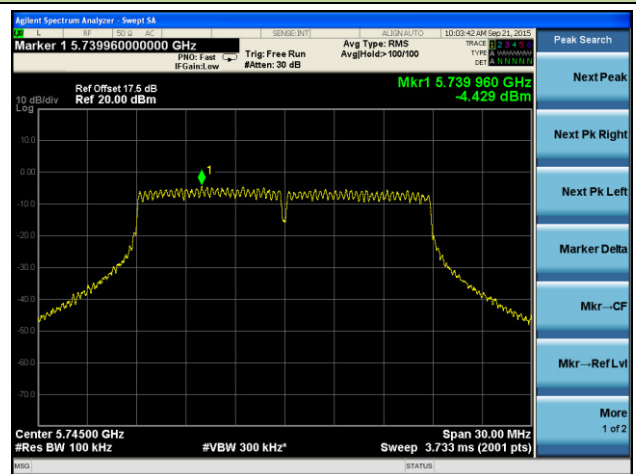 Agilent Spectrum Analyzer - Swept SA
L RF 50 Ω AC SENSE:INT ALIGN AUTO 10:03:42 AM Sep 21, 2015
Marker 1 5.739960000000 GHz
PNO: Fast
IFGain:Low
Trig: Free Run
#Atten: 30 dB
Avg Type: RMS
Avg|Hold:>100/100
TRACE 1 2 3 4 5 6
TYPE A WWWWW
DET A N N N N N
Peak Search
Ref Offset 17.5 dB
10 dB/div Ref 20.00 dBm
Log
Mkr1 5.739 960 GHz
-4.429 dBm
10.0
0.00
-10.0
-20.0
-30.0
-40.0
-50.0
-60.0
-70.0
1
Center 5.74500 GHz
#Res BW 100 kHz
#VBW 300 kHz*
Span 30.00 MHz
Sweep 3.733 ms (2001 pts)
MSG
STATUS
Next Peak
Next Pk Right
Next Pk Left
Marker Delta
Mkr→CF
Mkr→Ref Lvl
More
1 of 2